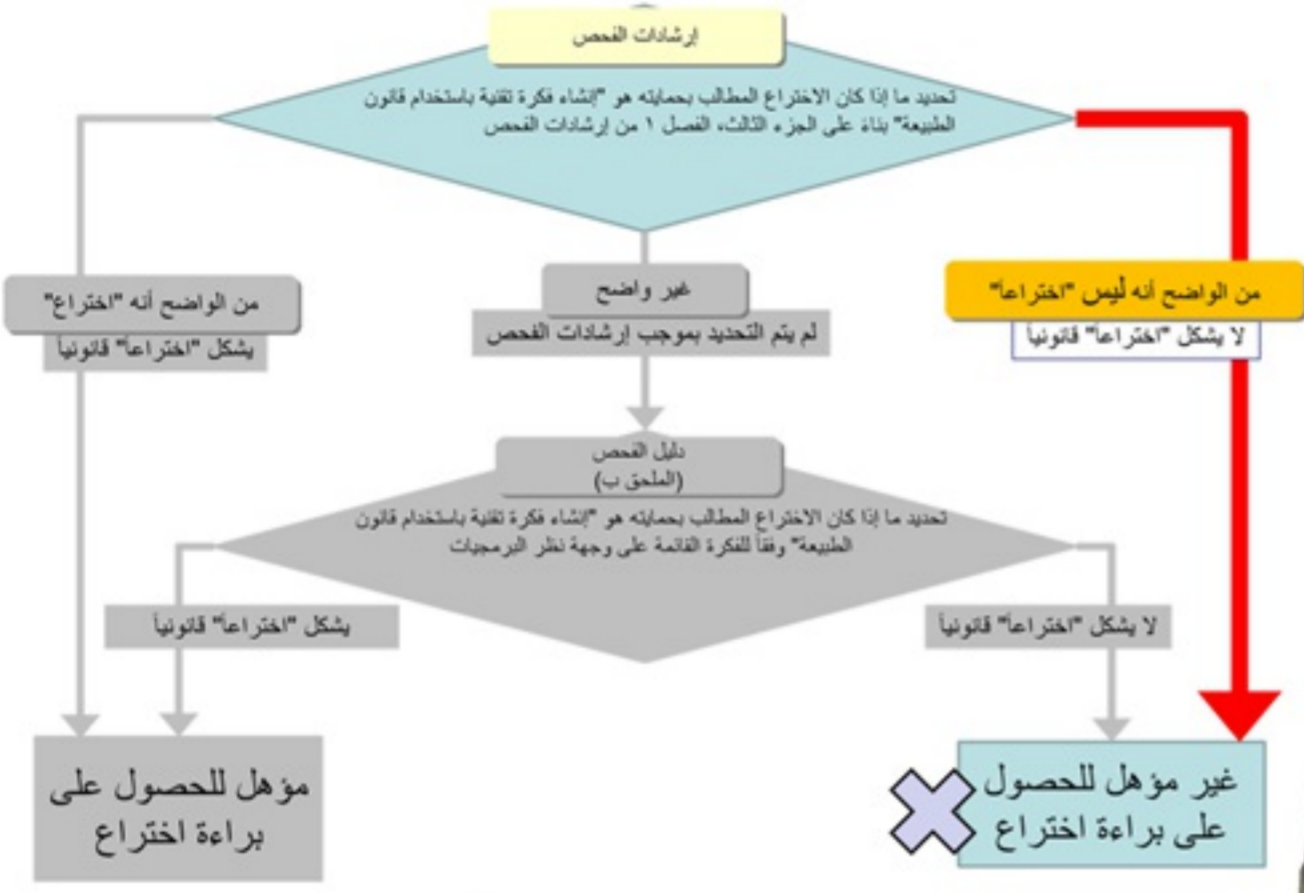 إرشادات الفحص
تحديد ما إذا كان الاختراع المطالب بحمايته هو "إنشاء فكرة تقنية باستخدام قانون
الطبيعة" بناءً على الجزء الثالث، الفصل ١ من إرشادات الفحص
من الواضح أنه ليس "اختراعاً"
لا يشكل "اختراعاً" قانونياً
غير واضح
لم يتم التحديد بموجب إرشادات الفحص
من الواضح أنه "اختراع"
يشكل "اختراعاً" قانونياً
دليل الفحص
(الملحق ب)
تحديد ما إذا كان الاختراع المطالب بحمايته هو "إنشاء فكرة تقنية باستخدام قانون
الطبيعة" وفقاً للفكرة القائمة على وجهة نظر البرمجيات
لا يشكل "اختراعاً" قانونياً
يشكل "اختراعاً" قانونياً
غير مؤهل للحصول
على براءة اختراع
مؤهل للحصول على
براءة اختراع